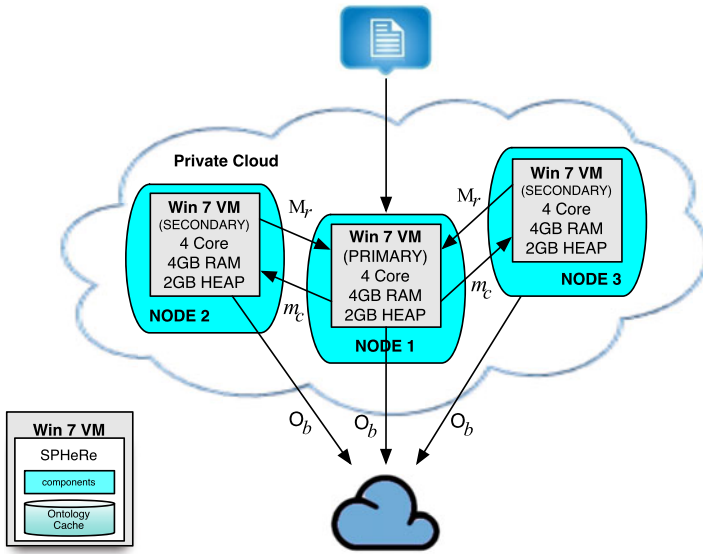 Private Cloud
Win 7 VM
(SECONDARY)
4 Core
4GB RAM
2GB HEAP
NODE 2
M_r
m_c
Win 7 VM
(PRIMARY)
4 Core
4GB RAM
2GB HEAP
NODE 1
M_r
m_c
Win 7 VM
(SECONDARY)
4 Core
4GB RAM
2GB HEAP
NODE 3
O_b
O_b
O_b
Win 7 VM
SPHeRe
components
Ontology
Cache